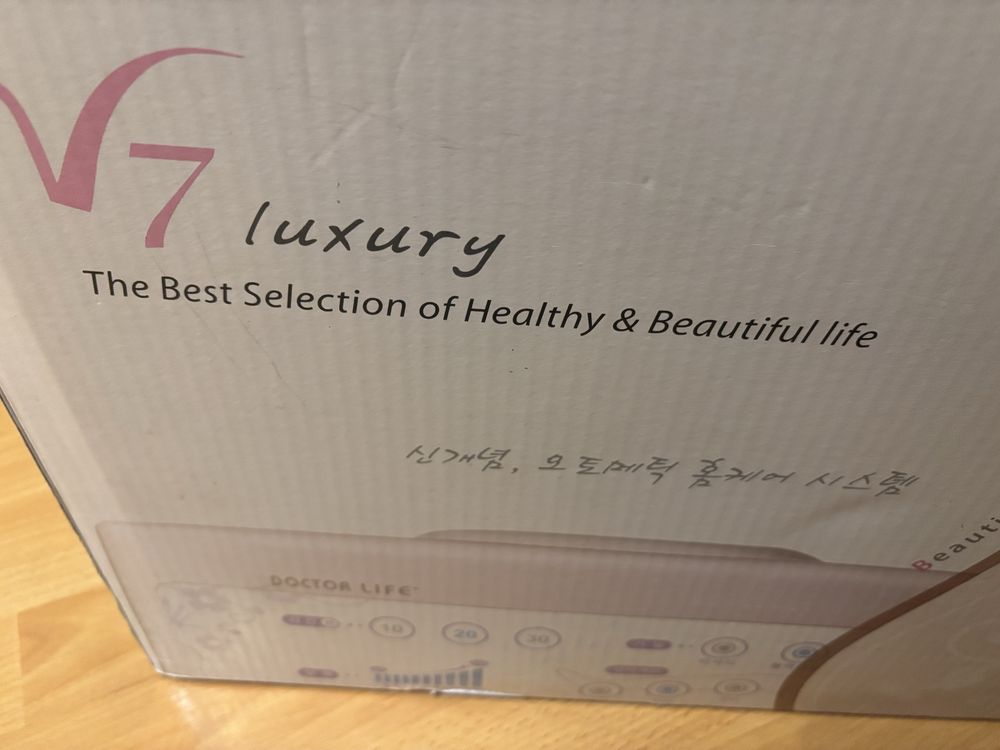 V7 luxury
The Best Selection of Healthy & Beautiful life
신개념, 오토메틱 홈케어 시스템
Beauti
DOCTOR LIFE
10 20 30